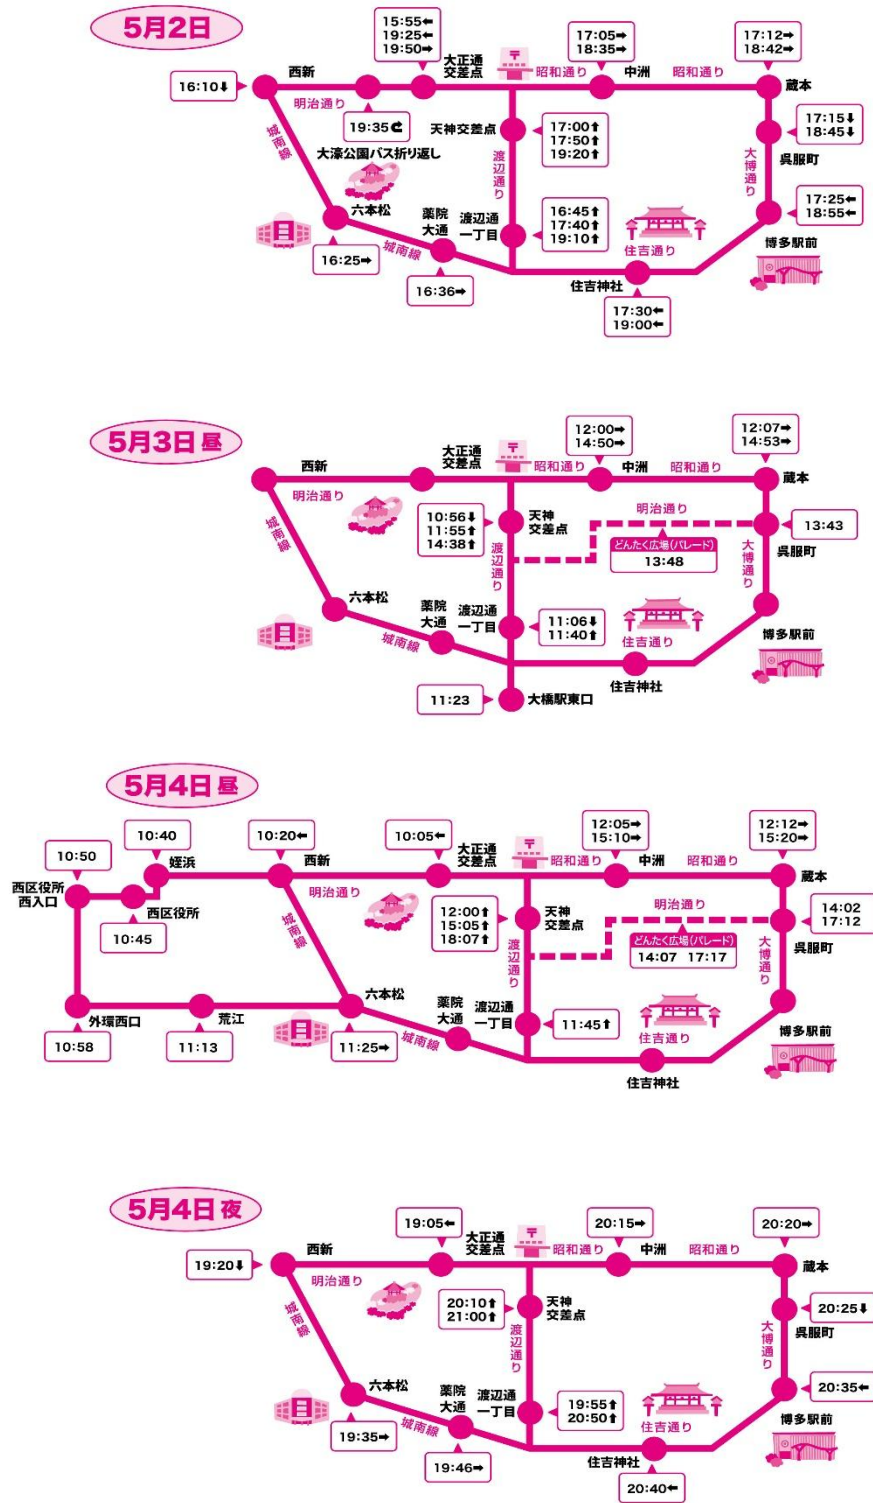 5月2日
15:55⬅
19:25⬅
19:50➡
17:05➡
18:35➡
17:12➡
18:42➡
大正通
交差点
〒
昭和通り
中洲
昭和通り
蔵本
西新
16:10⬇
明治通り
19:35⮌
天神交差点
17:00⬆
17:50⬆
19:20⬆
17:15⬇
18:45⬇
呉服町
城南線
大濠公園バス折り返し
渡辺通り
大博通り
六本松
薬院
大通
渡辺通
一丁目
16:45⬆
17:40⬆
19:10⬆
住吉通り
17:25⬅
18:55⬅
博多駅前
16:25➡
城南線
16:36➡
住吉神社
17:30⬅
19:00⬅
5月3日 昼
12:00➡
14:50➡
12:07➡
14:53➡
西新
大正通
交差点
〒
昭和通り
中洲
昭和通り
蔵本
明治通り
10:56⬇
11:55⬆
14:38⬆
天神
交差点
明治通り
13:43
呉服町
どんたく広場(パレード)
13:48
城南線
渡辺通り
大博通り
六本松
薬院
大通
渡辺通
一丁目
11:06⬇
11:40⬆
住吉通り
城南線
博多駅前
住吉神社
11:23
大橋駅東口
5月4日 昼
10:50
10:40
10:20⬅
10:05⬅
12:05➡
15:10➡
12:12➡
15:20➡
姪浜
西新
大正通
交差点
〒
昭和通り
中洲
昭和通り
蔵本
西区役所
西入口
西区役所
10:45
明治通り
12:00⬆
15:05⬆
18:07⬆
天神
交差点
明治通り
14:02
17:12
呉服町
どんたく広場(パレード)
14:07 17:17
城南線
渡辺通り
大博通り
外環西口
10:58
荒江
11:13
六本松
11:25➡
薬院
大通
渡辺通
一丁目
11:45⬆
住吉通り
城南線
博多駅前
住吉神社
5月4日 夜
19:05⬅
20:15➡
20:20➡
19:20⬇
西新
大正通
交差点
〒
昭和通り
中洲
昭和通り
蔵本
明治通り
20:10⬆
21:00⬆
天神
交差点
20:25⬇
呉服町
城南線
渡辺通り
大博通り
六本松
薬院
大通
渡辺通
一丁目
19:55⬆
20:50⬆
住吉通り
20:35⬅
博多駅前
19:35➡
城南線
19:46➡
住吉神社
20:40⬅